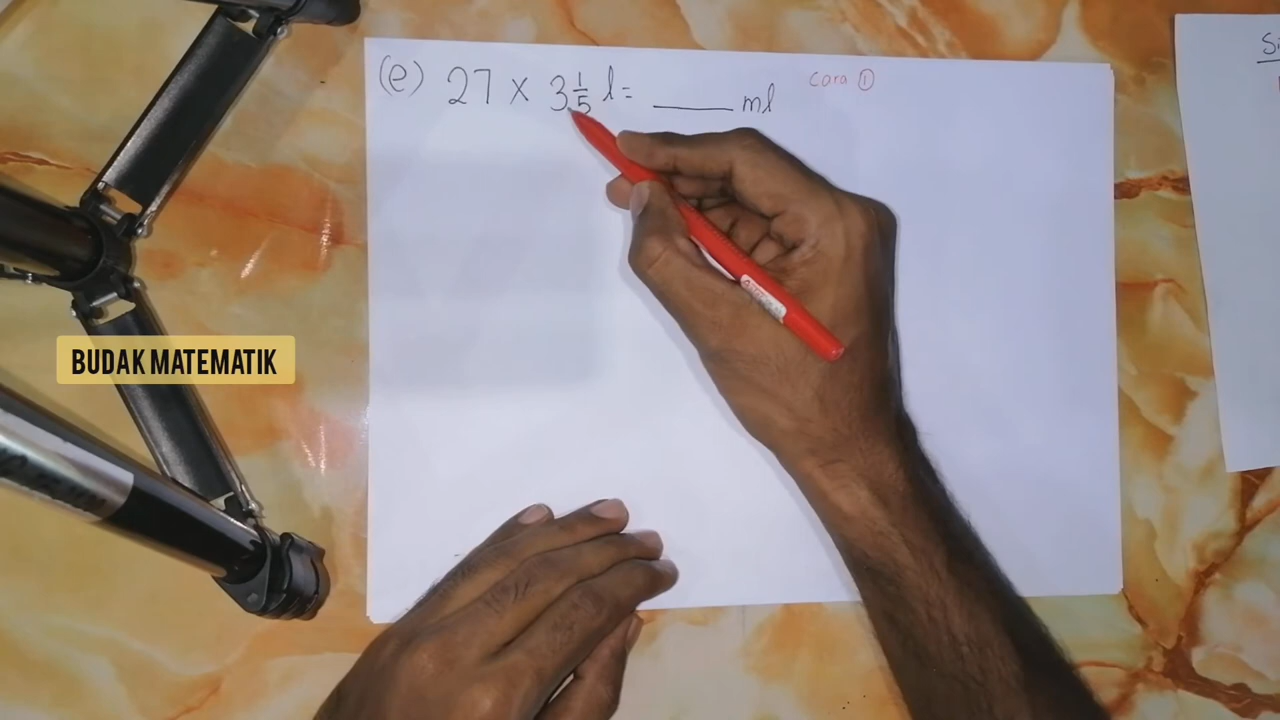 (e) 27 x 3 1/5 l = ____ ml
Cara ①
BUDAK MATEMATIK